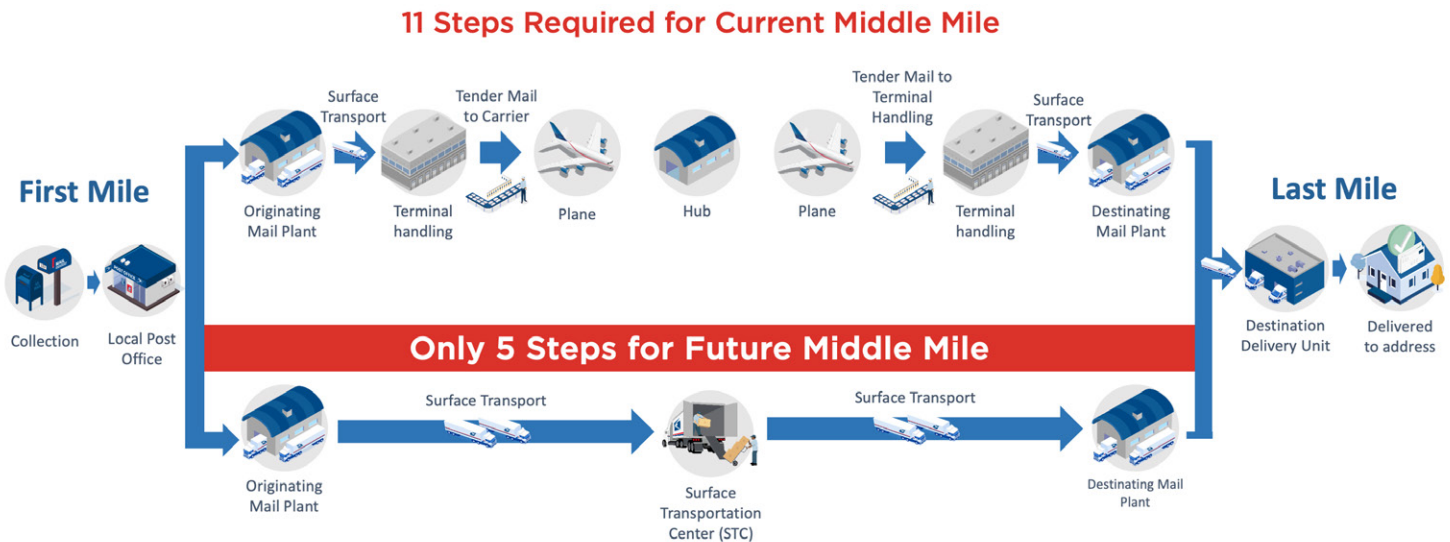 11 Steps Required for Current Middle Mile
Surface
Transport
Tender Mail
to Carrier
Tender Mail to
Terminal
Handling
Surface
Transport
Originating
Mail Plant
Terminal
handling
Plane
Hub
Plane
Terminal
handling
Destinating
Mail Plant
First Mile
Last Mile
Collection
Local Post
Office
Destination
Delivery Unit
Delivered
to address
Only 5 Steps for Future Middle Mile
Surface Transport
Surface Transport
Originating
Mail Plant
Surface
Transportation
Center (STC)
Destinating Mail
Plant